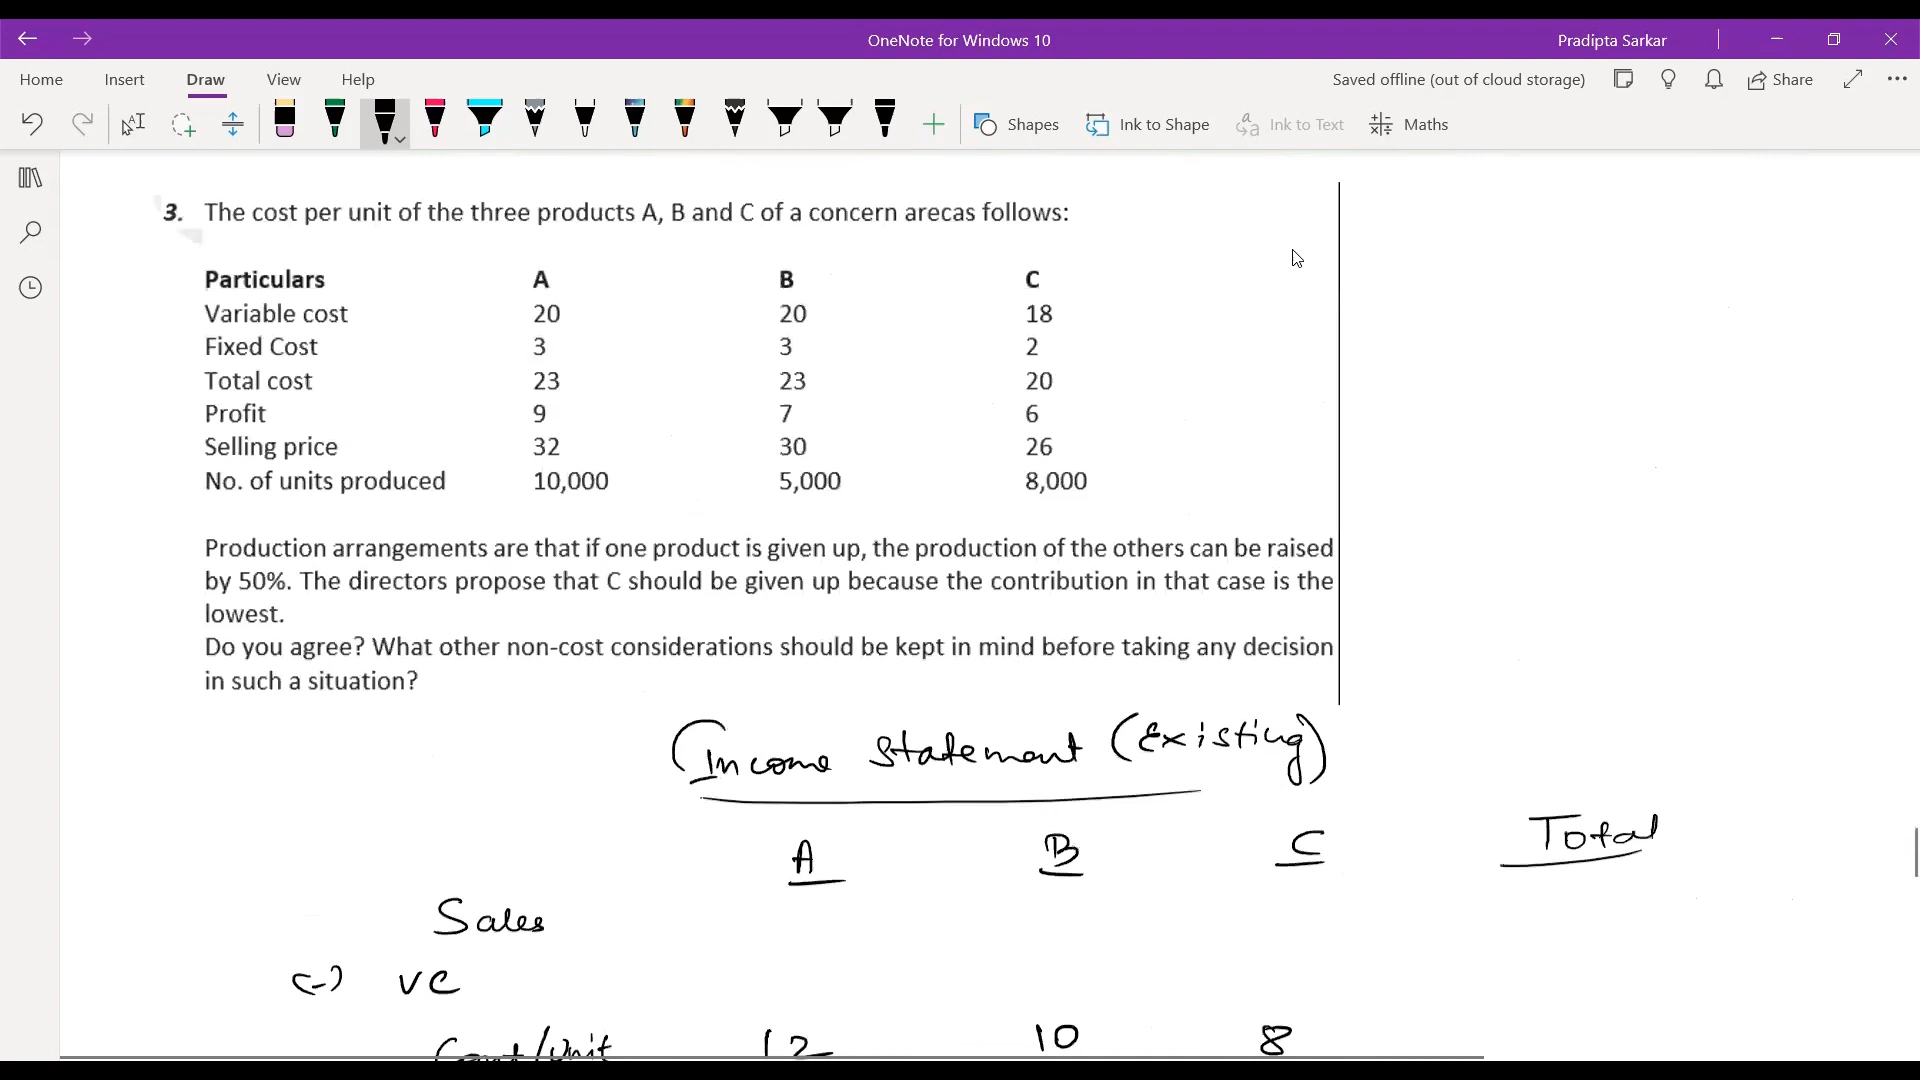 OneNote for Windows 10
Pradipta Sarkar
Home Insert Draw View Help
Saved offline (out of cloud storage)
Share
Shapes Ink to Shape Ink to Text Maths
3. The cost per unit of the three products A, B and C of a concern arecas follows:
Particulars A B C
Variable cost 20 20 18
Fixed Cost 3 3 2
Total cost 23 23 20
Profit 9 7 6
Selling price 32 30 26
No. of units produced 10,000 5,000 8,000
Production arrangements are that if one product is given up, the production of the others can be raised
by 50%. The directors propose that C should be given up because the contribution in that case is the
lowest.
Do you agree? What other non-cost considerations should be kept in mind before taking any decision
in such a situation?
Income Statement (Existing)
A B C Total
Sales
(-) VC
Cont/Unit 12 10 8